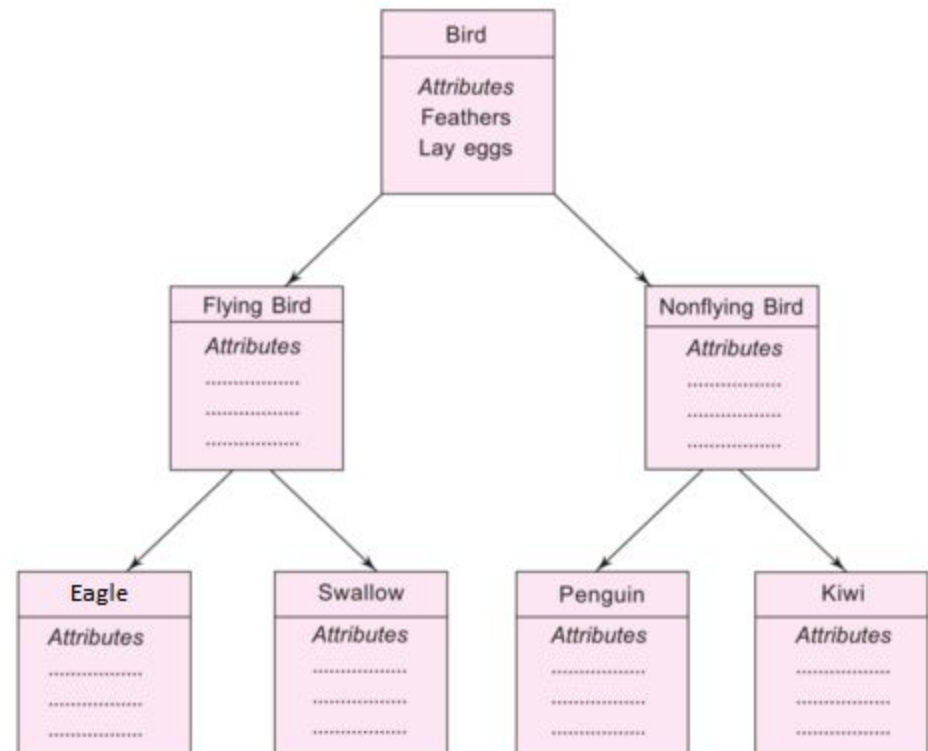 Bird
Attributes
Feathers
Lay eggs
Flying Bird
Attributes
................
................
................
Nonflying Bird
Attributes
................
................
................
Eagle
Attributes
................
................
................
Swallow
Attributes
................
................
................
Penguin
Attributes
................
................
................
Kiwi
Attributes
................
................
................